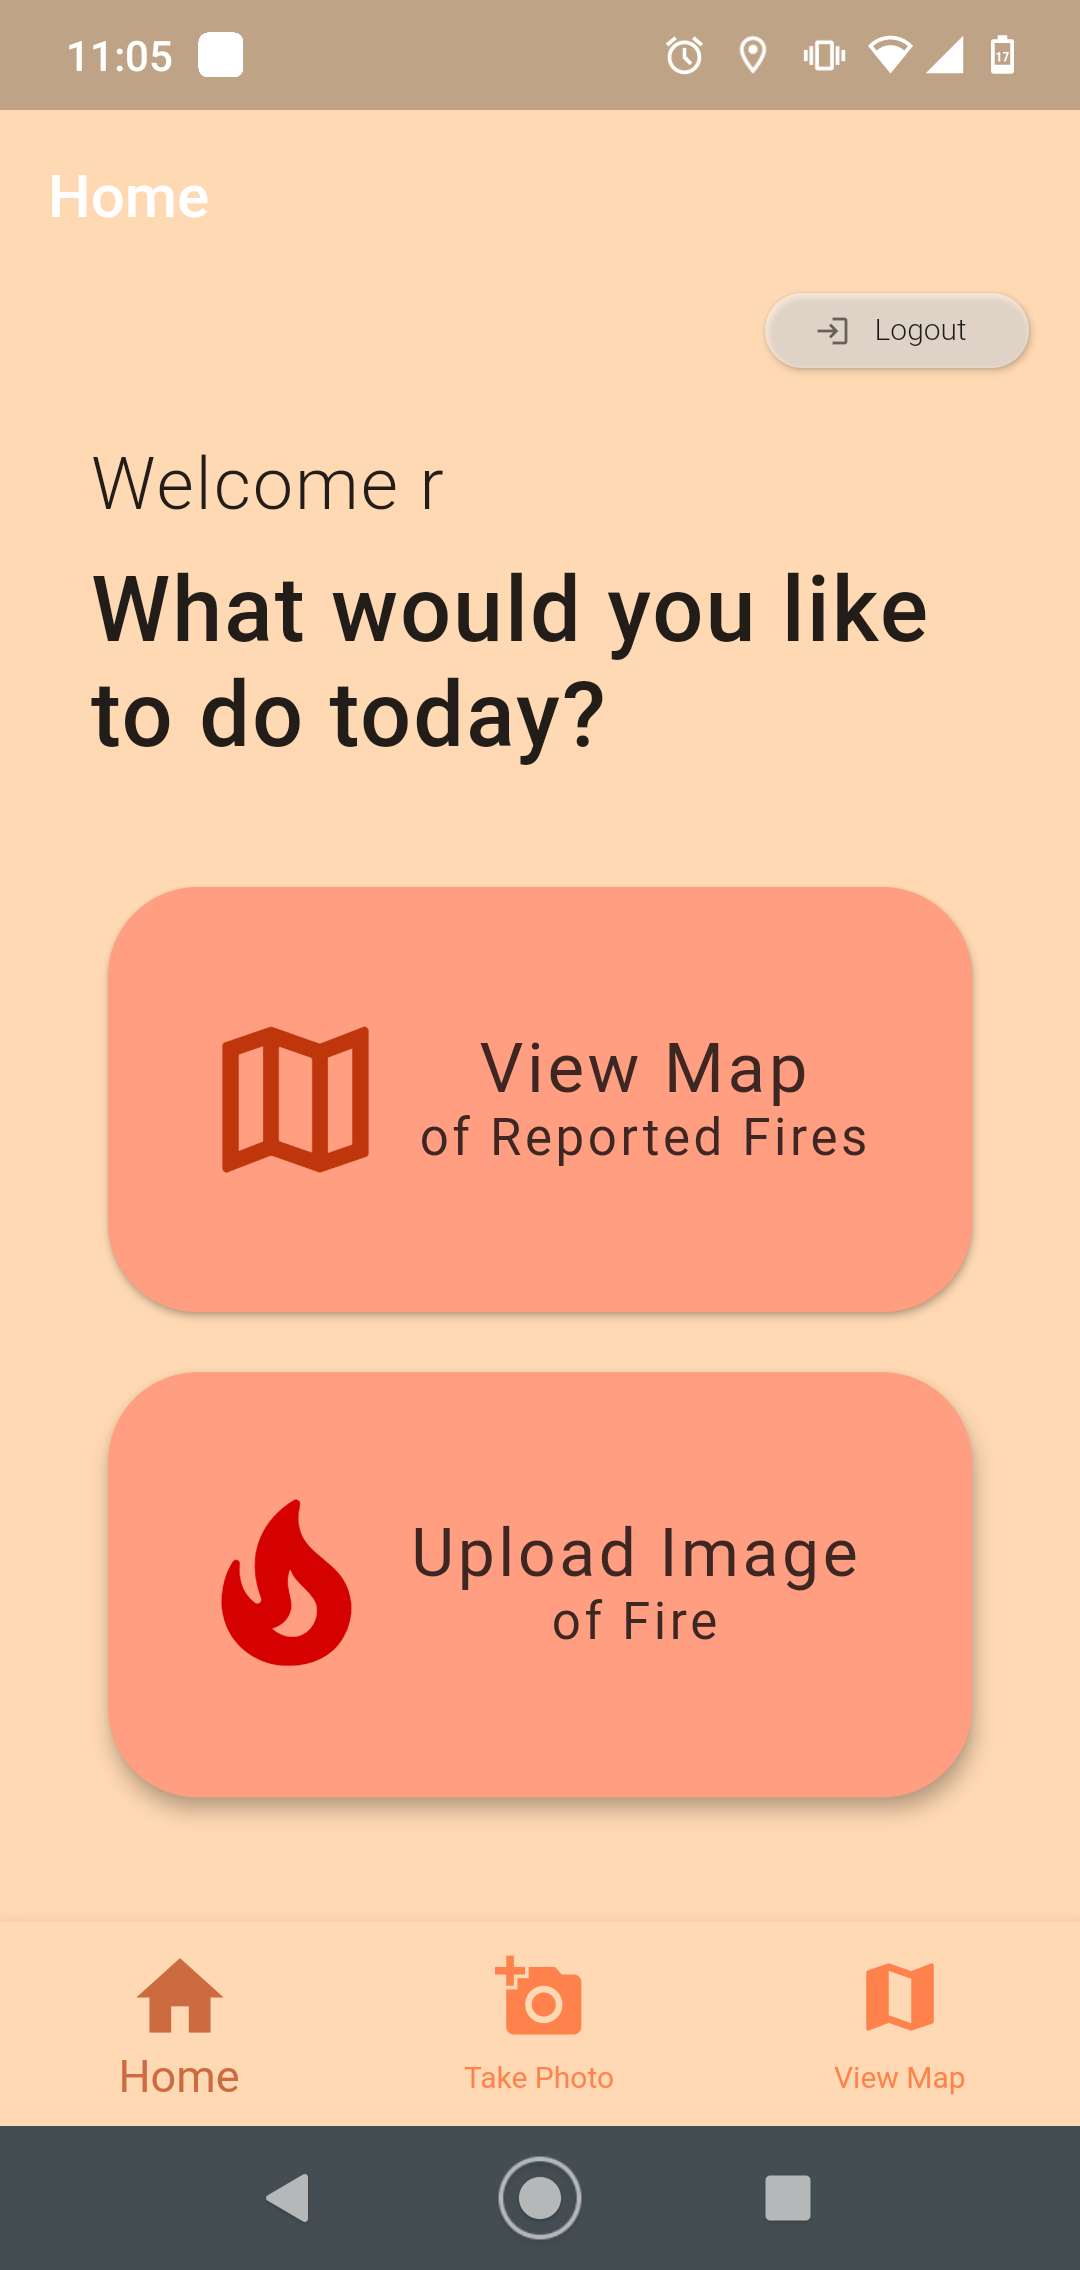 11:05
17
Home
Logout
Welcome r
What would you like
to do today?
View Map
of Reported Fires
Upload Image
of Fire
Home
Take Photo
View Map